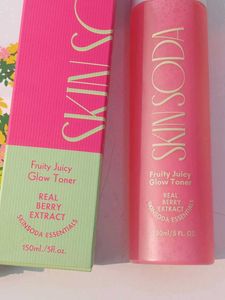 SKIN SO
Fruity Juicy
Glow Toner
REAL
BERRY
EXTRACT
SKINSODA ESSENTIALS
150ml./5fl.oz.
SKIN SODA
Fruity Juicy
Glow Toner
REAL
BERRY
EXTRACT
SKINSODA ESSENTIALS
150ml/5 FL. OZ.